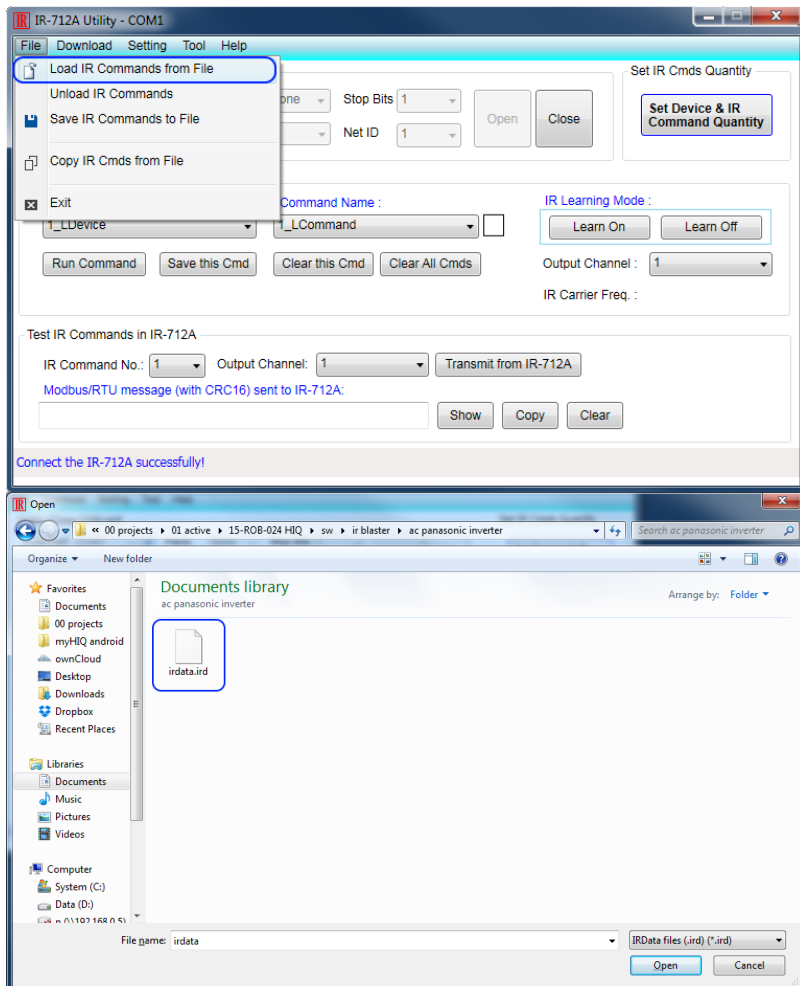 IR IR-712A Utility - COM1
File Download Setting Tool Help
Load IR Commands from File
Unload IR Commands
Save IR Commands to File
Copy IR Cmds from File
Exit
Stop Bits 1
Net ID 1
Open
Close
Set IR Cmds Quantity
Set Device & IR
Command Quantity
Command Name :
IR Learning Mode :
1_LDevice
1_LCommand
Learn On
Learn Off
Run Command
Save this Cmd
Clear this Cmd
Clear All Cmds
Output Channel : 1
IR Carrier Freq. :
Test IR Commands in IR-712A
IR Command No.: 1 Output Channel: 1 Transmit from IR-712A
Modbus/RTU message (with CRC16) sent to IR-712A:
Show Copy Clear
Connect the IR-712A successfully!
IR Open
« 00 projects 01 active 15-ROB-024 HIQ sw ir blaster ac panasonic inverter
Search ac panasonic inverter
Organize New folder
Favorites
Documents
00 projects
myHIQ android
ownCloud
Desktop
Downloads
Dropbox
Recent Places
Libraries
Documents
Music
Pictures
Videos
Computer
System (C:)
Data (D:)
Documents library
ac panasonic inverter
Arrange by: Folder
irdata.ird
File name: irdata
IRData files (.ird) (*.ird)
Open Cancel